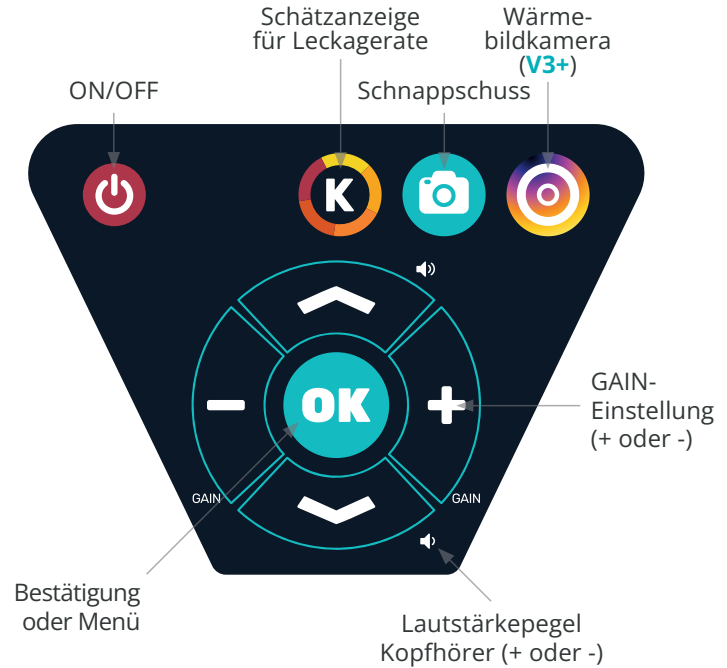 Schätzanzeige
für Leckagerate
Wärme-
bildkamera
(V3+)
ON/OFF
Schnappschuss
K
OK
GAIN-
Einstellung
(+ oder -)
GAIN
GAIN
Bestätigung
oder Menü
Lautstärkepegel
Kopfhörer (+ oder -)